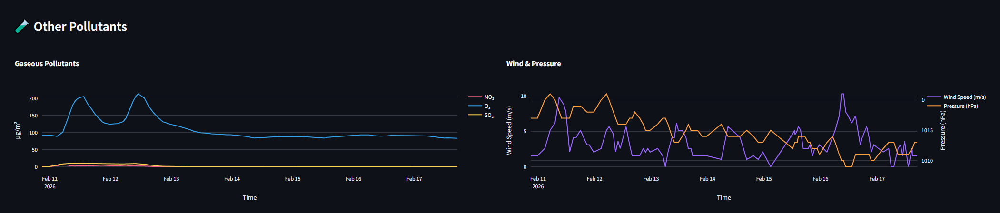 Other Pollutants
Gaseous Pollutants
µg/m³
200
150
100
50
0
Feb 11
2026
Feb 12
Feb 13
Feb 14
Feb 15
Feb 16
Feb 17
Time
NO₂
O₃
SO₂
Wind & Pressure
Wind Speed (m/s)
10
5
0
Feb 11
2026
Feb 12
Feb 13
Feb 14
Feb 15
Feb 16
Feb 17
Time
1015
1010
Pressure (hPa)
Wind Speed (m/s)
Pressure (hPa)